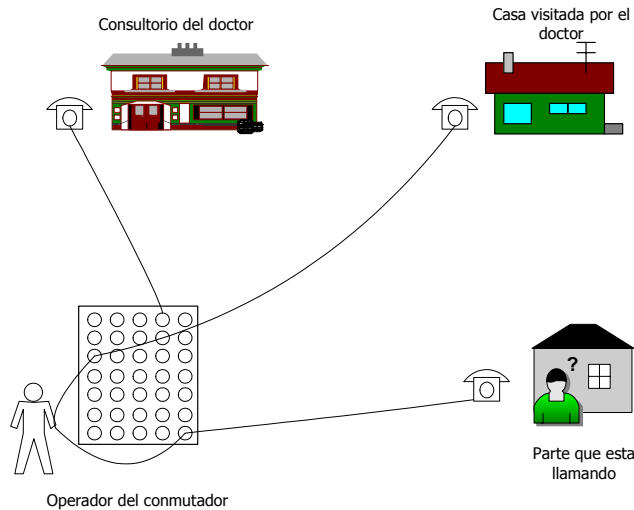 Consultorio del doctor
Casa visitada por el
doctor
?
Parte que esta
llamando
Operador del conmutador